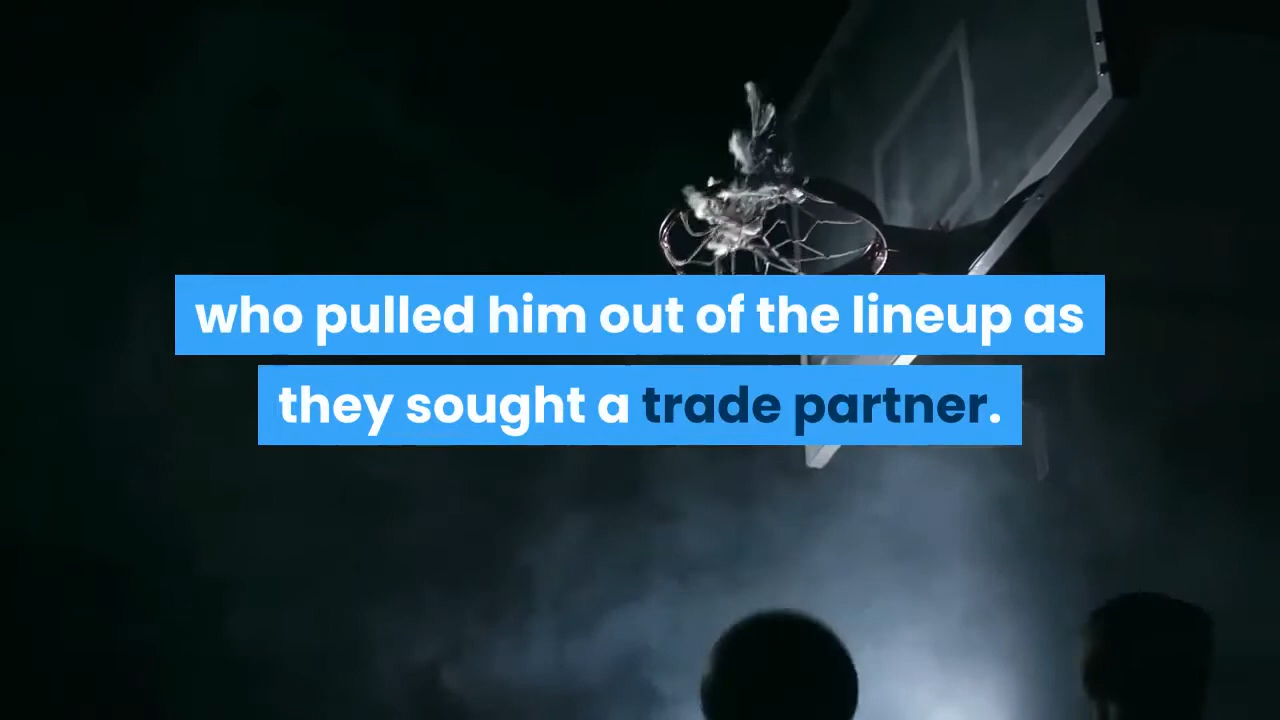 who pulled him out of the lineup as
they sought a trade partner.